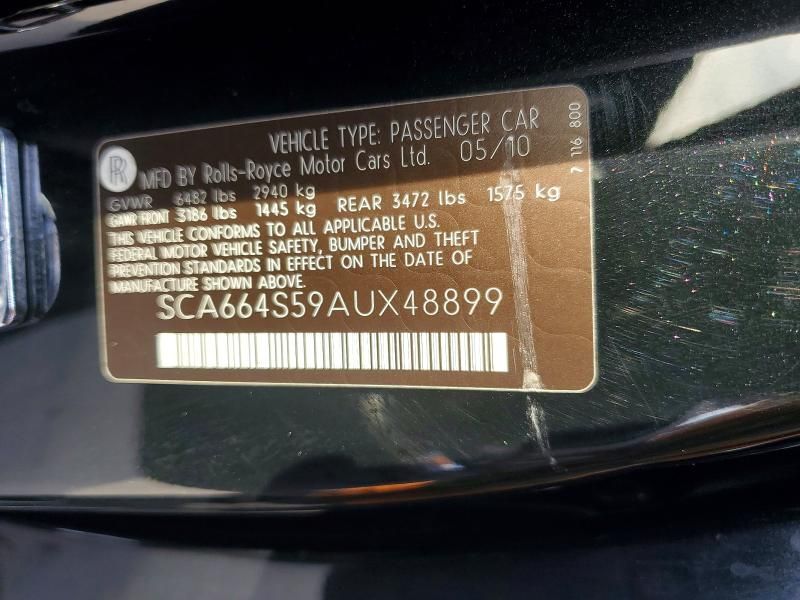 VEHICLE TYPE: PASSENGER CAR
RR MFD BY Rolls-Royce Motor Cars Ltd. 05/10
GVWR 6482 lbs 2940 kg
GAWR FRONT 3186 lbs 1445 kg REAR 3472 lbs 1575 kg
THIS VEHICLE CONFORMS TO ALL APPLICABLE U.S.
FEDERAL MOTOR VEHICLE SAFETY, BUMPER AND THEFT
PREVENTION STANDARDS IN EFFECT ON THE DATE OF
MANUFACTURE SHOWN ABOVE.
SCA664S59AUX48899
7 116 800